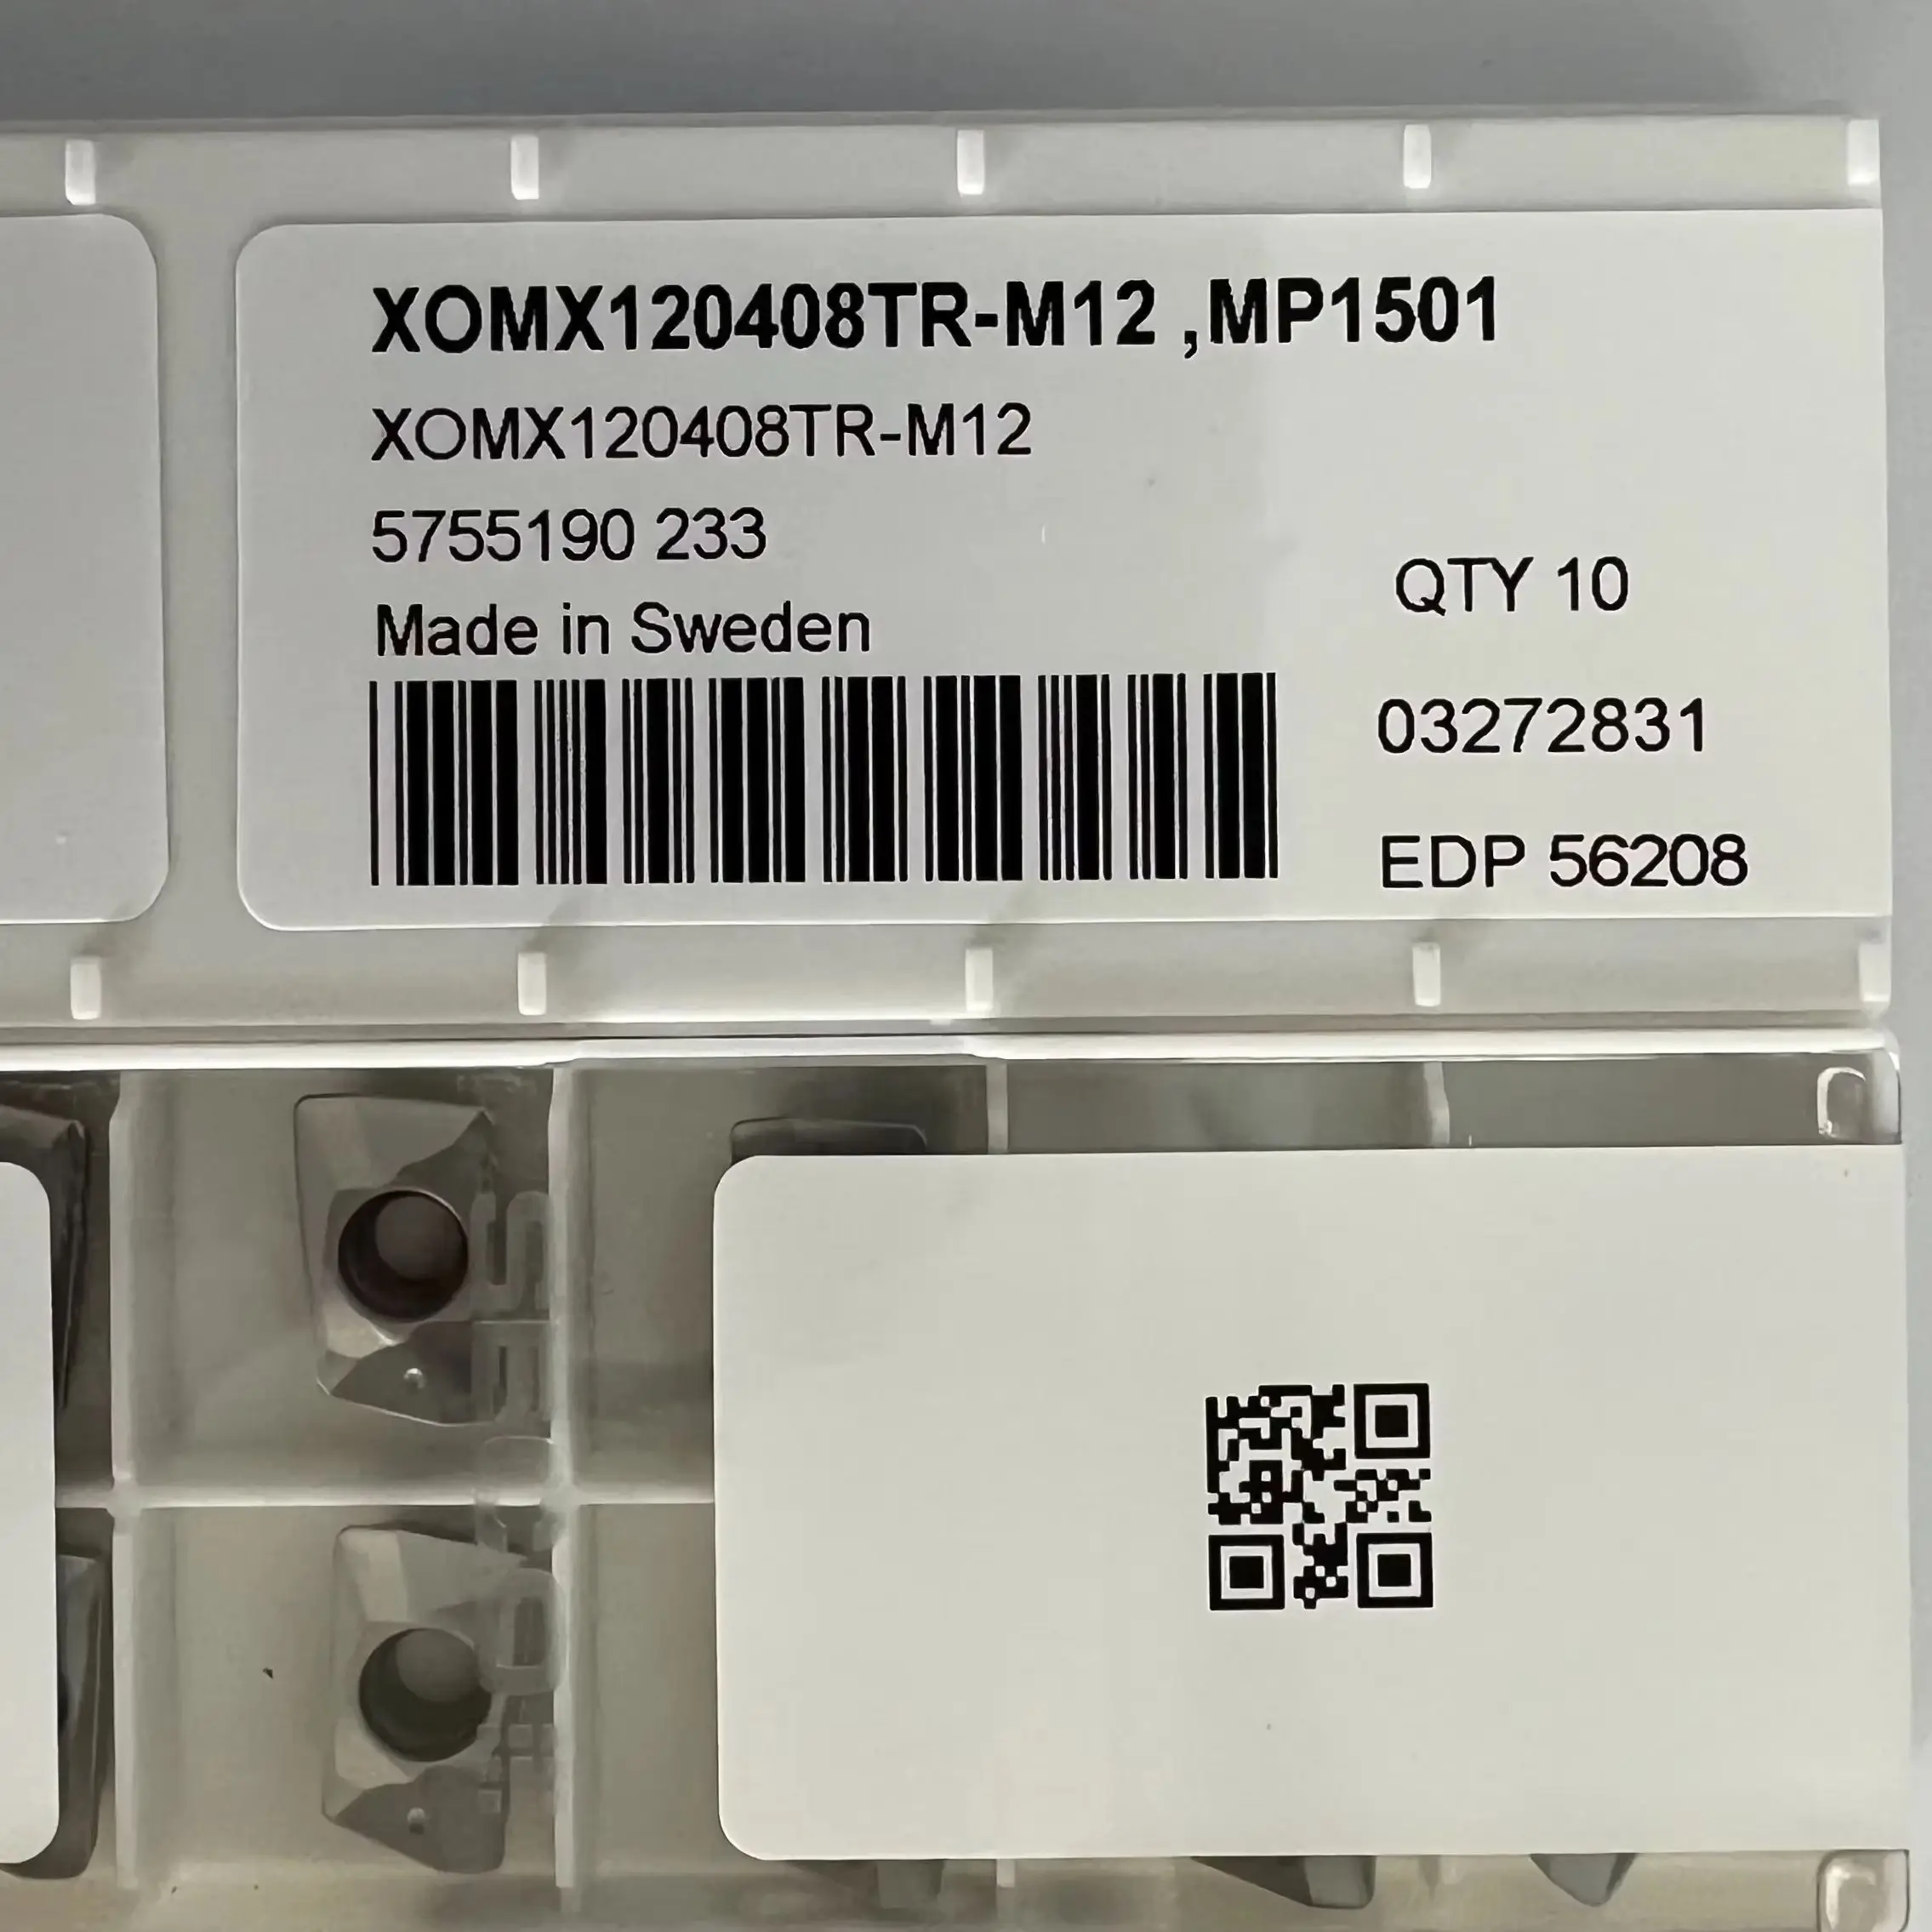 XOMX120408TR-M12 ,MP1501
XOMX120408TR-M12
5755190 233
Made in Sweden
QTY 10
03272831
EDP 56208